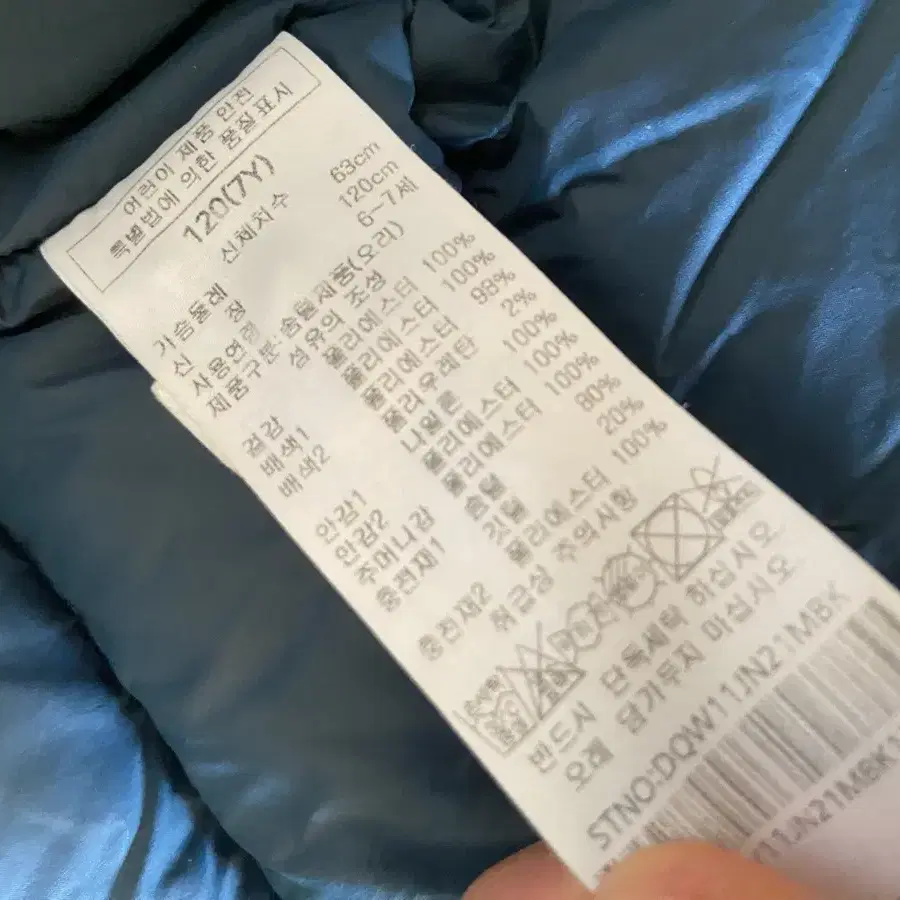 어린이 제품 안전
특별법에 의한 품질표시
120(7Y)
신체치수
가슴둘레 63cm
신 장 120cm
사용연령 6~7세
제품구분:솜털제품(오리)
섬유의 조성
겉감 폴리에스터 100%
배색1 폴리에스터 100%
배색2 폴리에스터 98%
폴리우레탄 2%
안감1 나일론 100%
안감2 폴리에스터 100%
주머니감 폴리에스터 100%
충전재1 솜털 80%
깃털 20%
충전재2 폴리에스터 100%
취급상 주의사항
반드시 단독세탁 하십시오
오래 담가두지 마십시오.
STNO:DQW11JN21MBK
11JN21MBK1